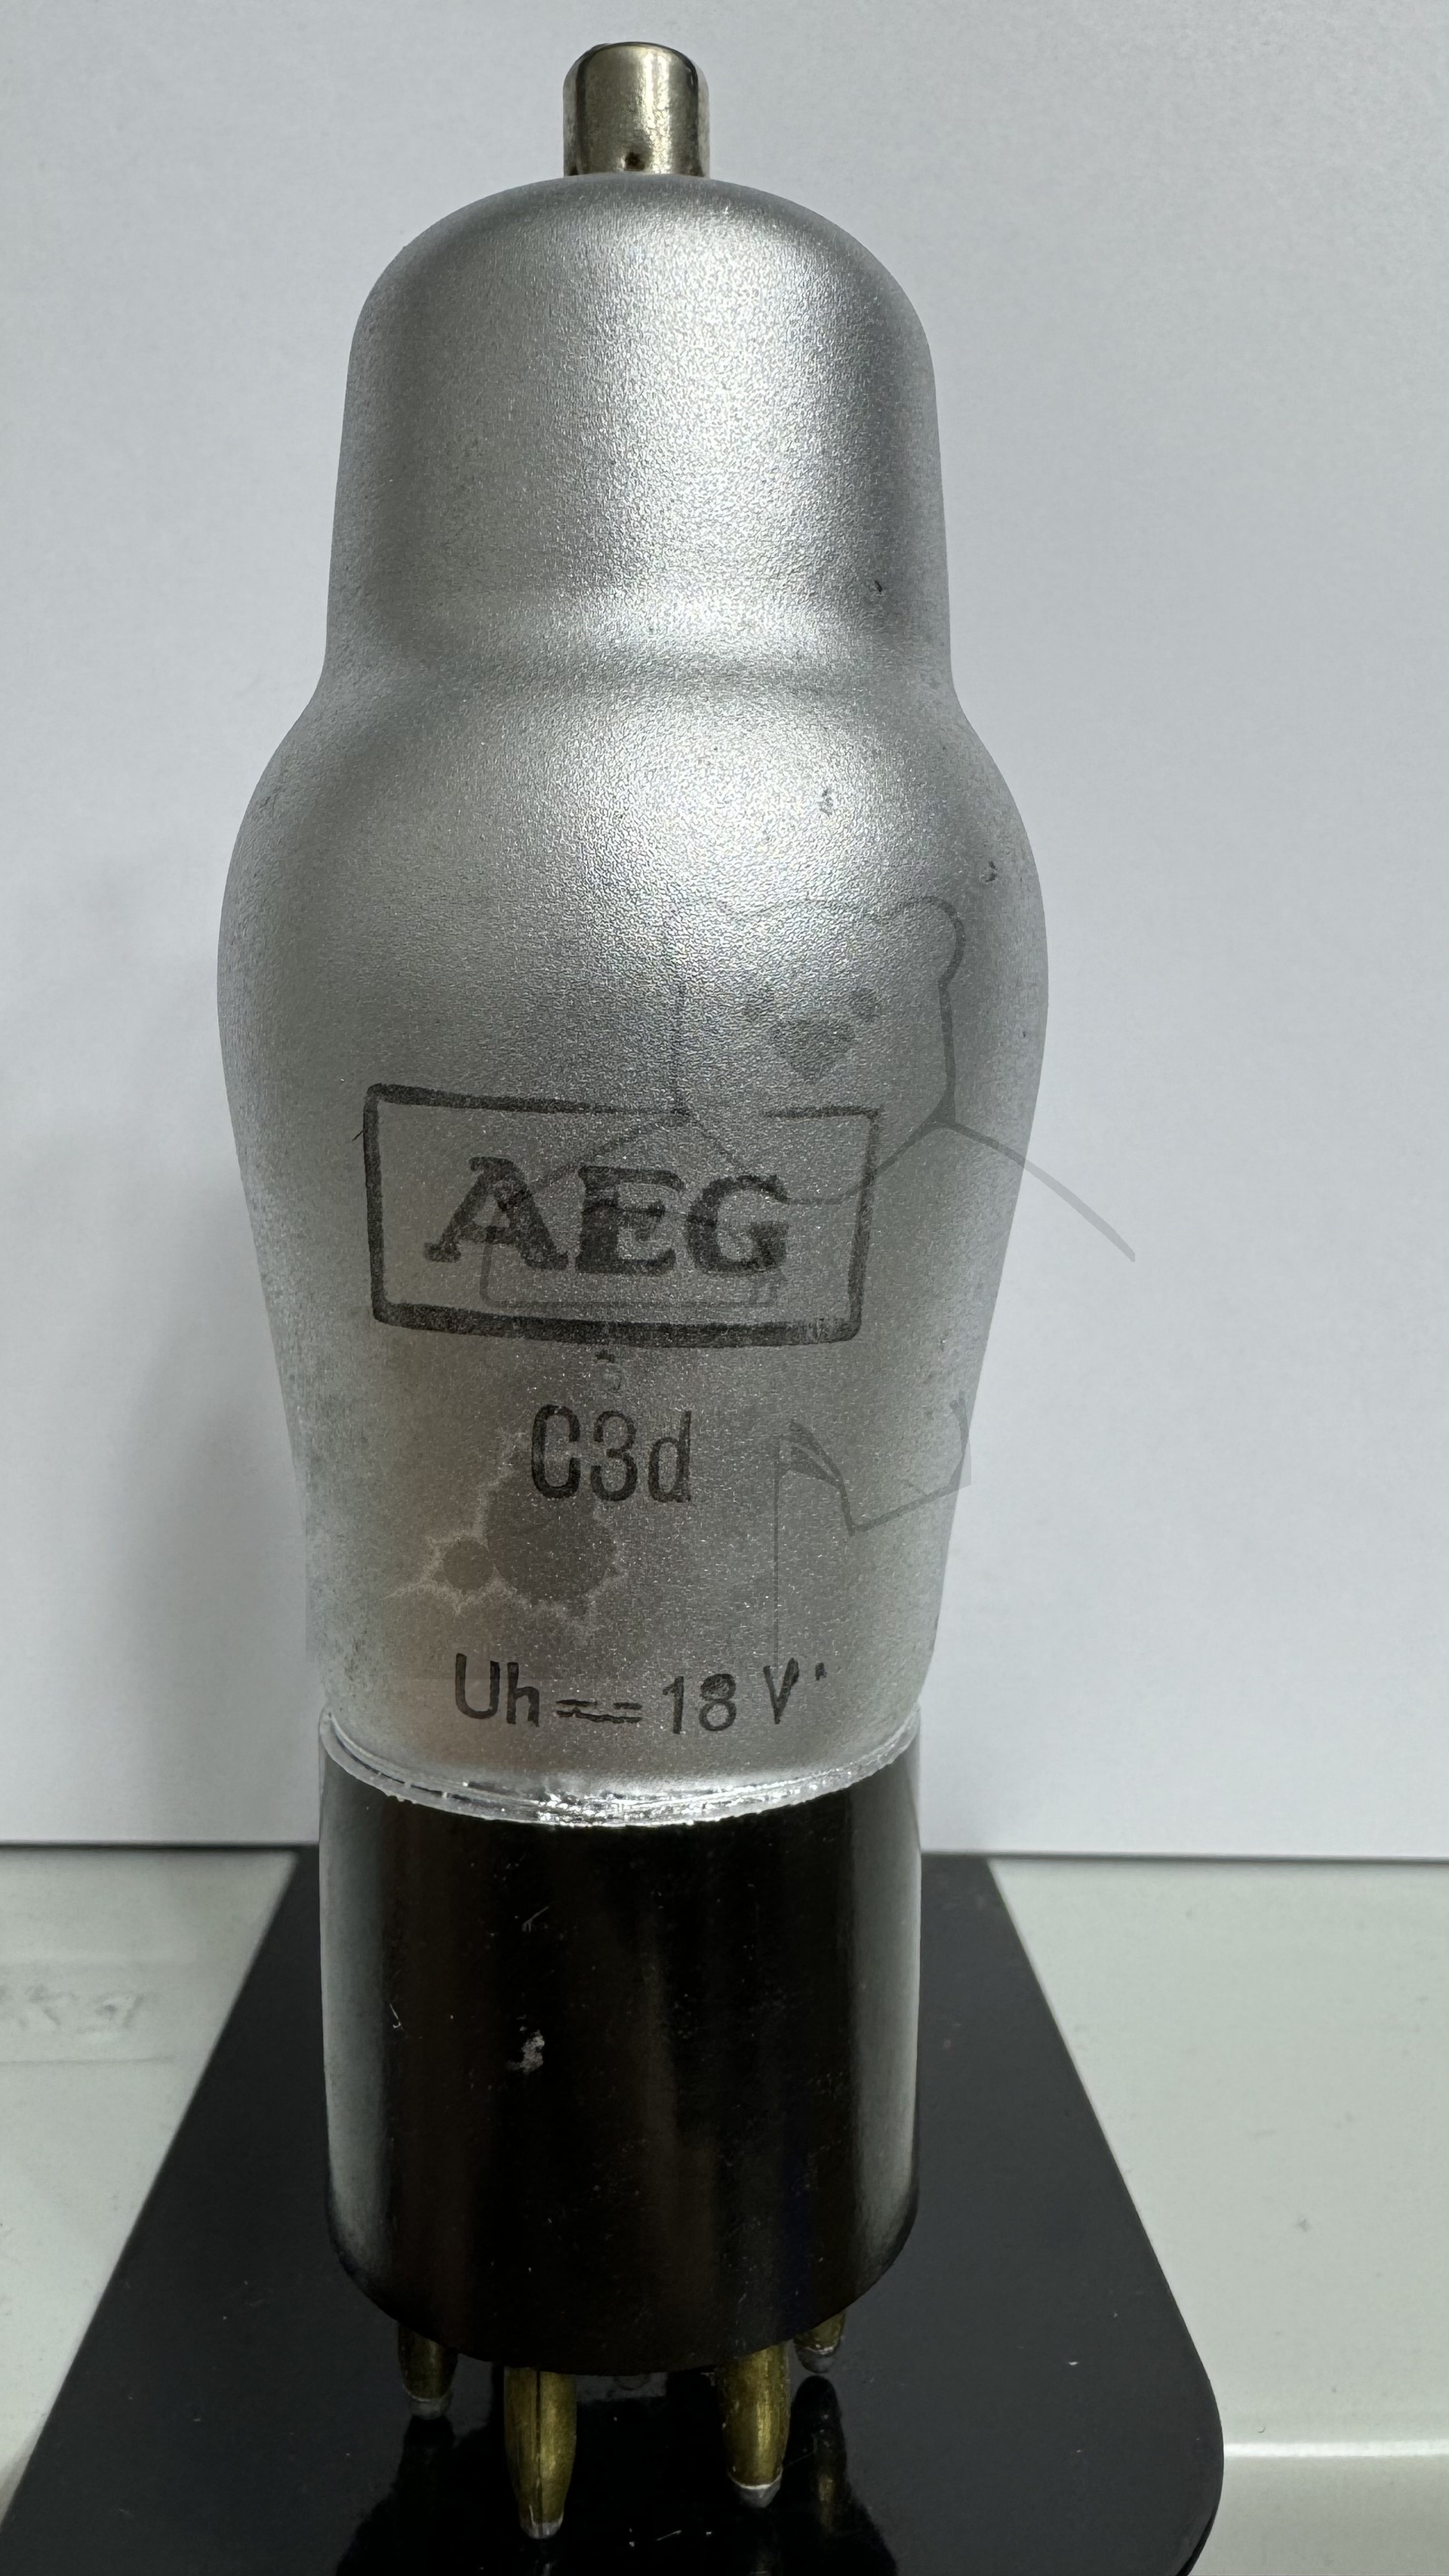 AEG
C3d
Uh == 18 V